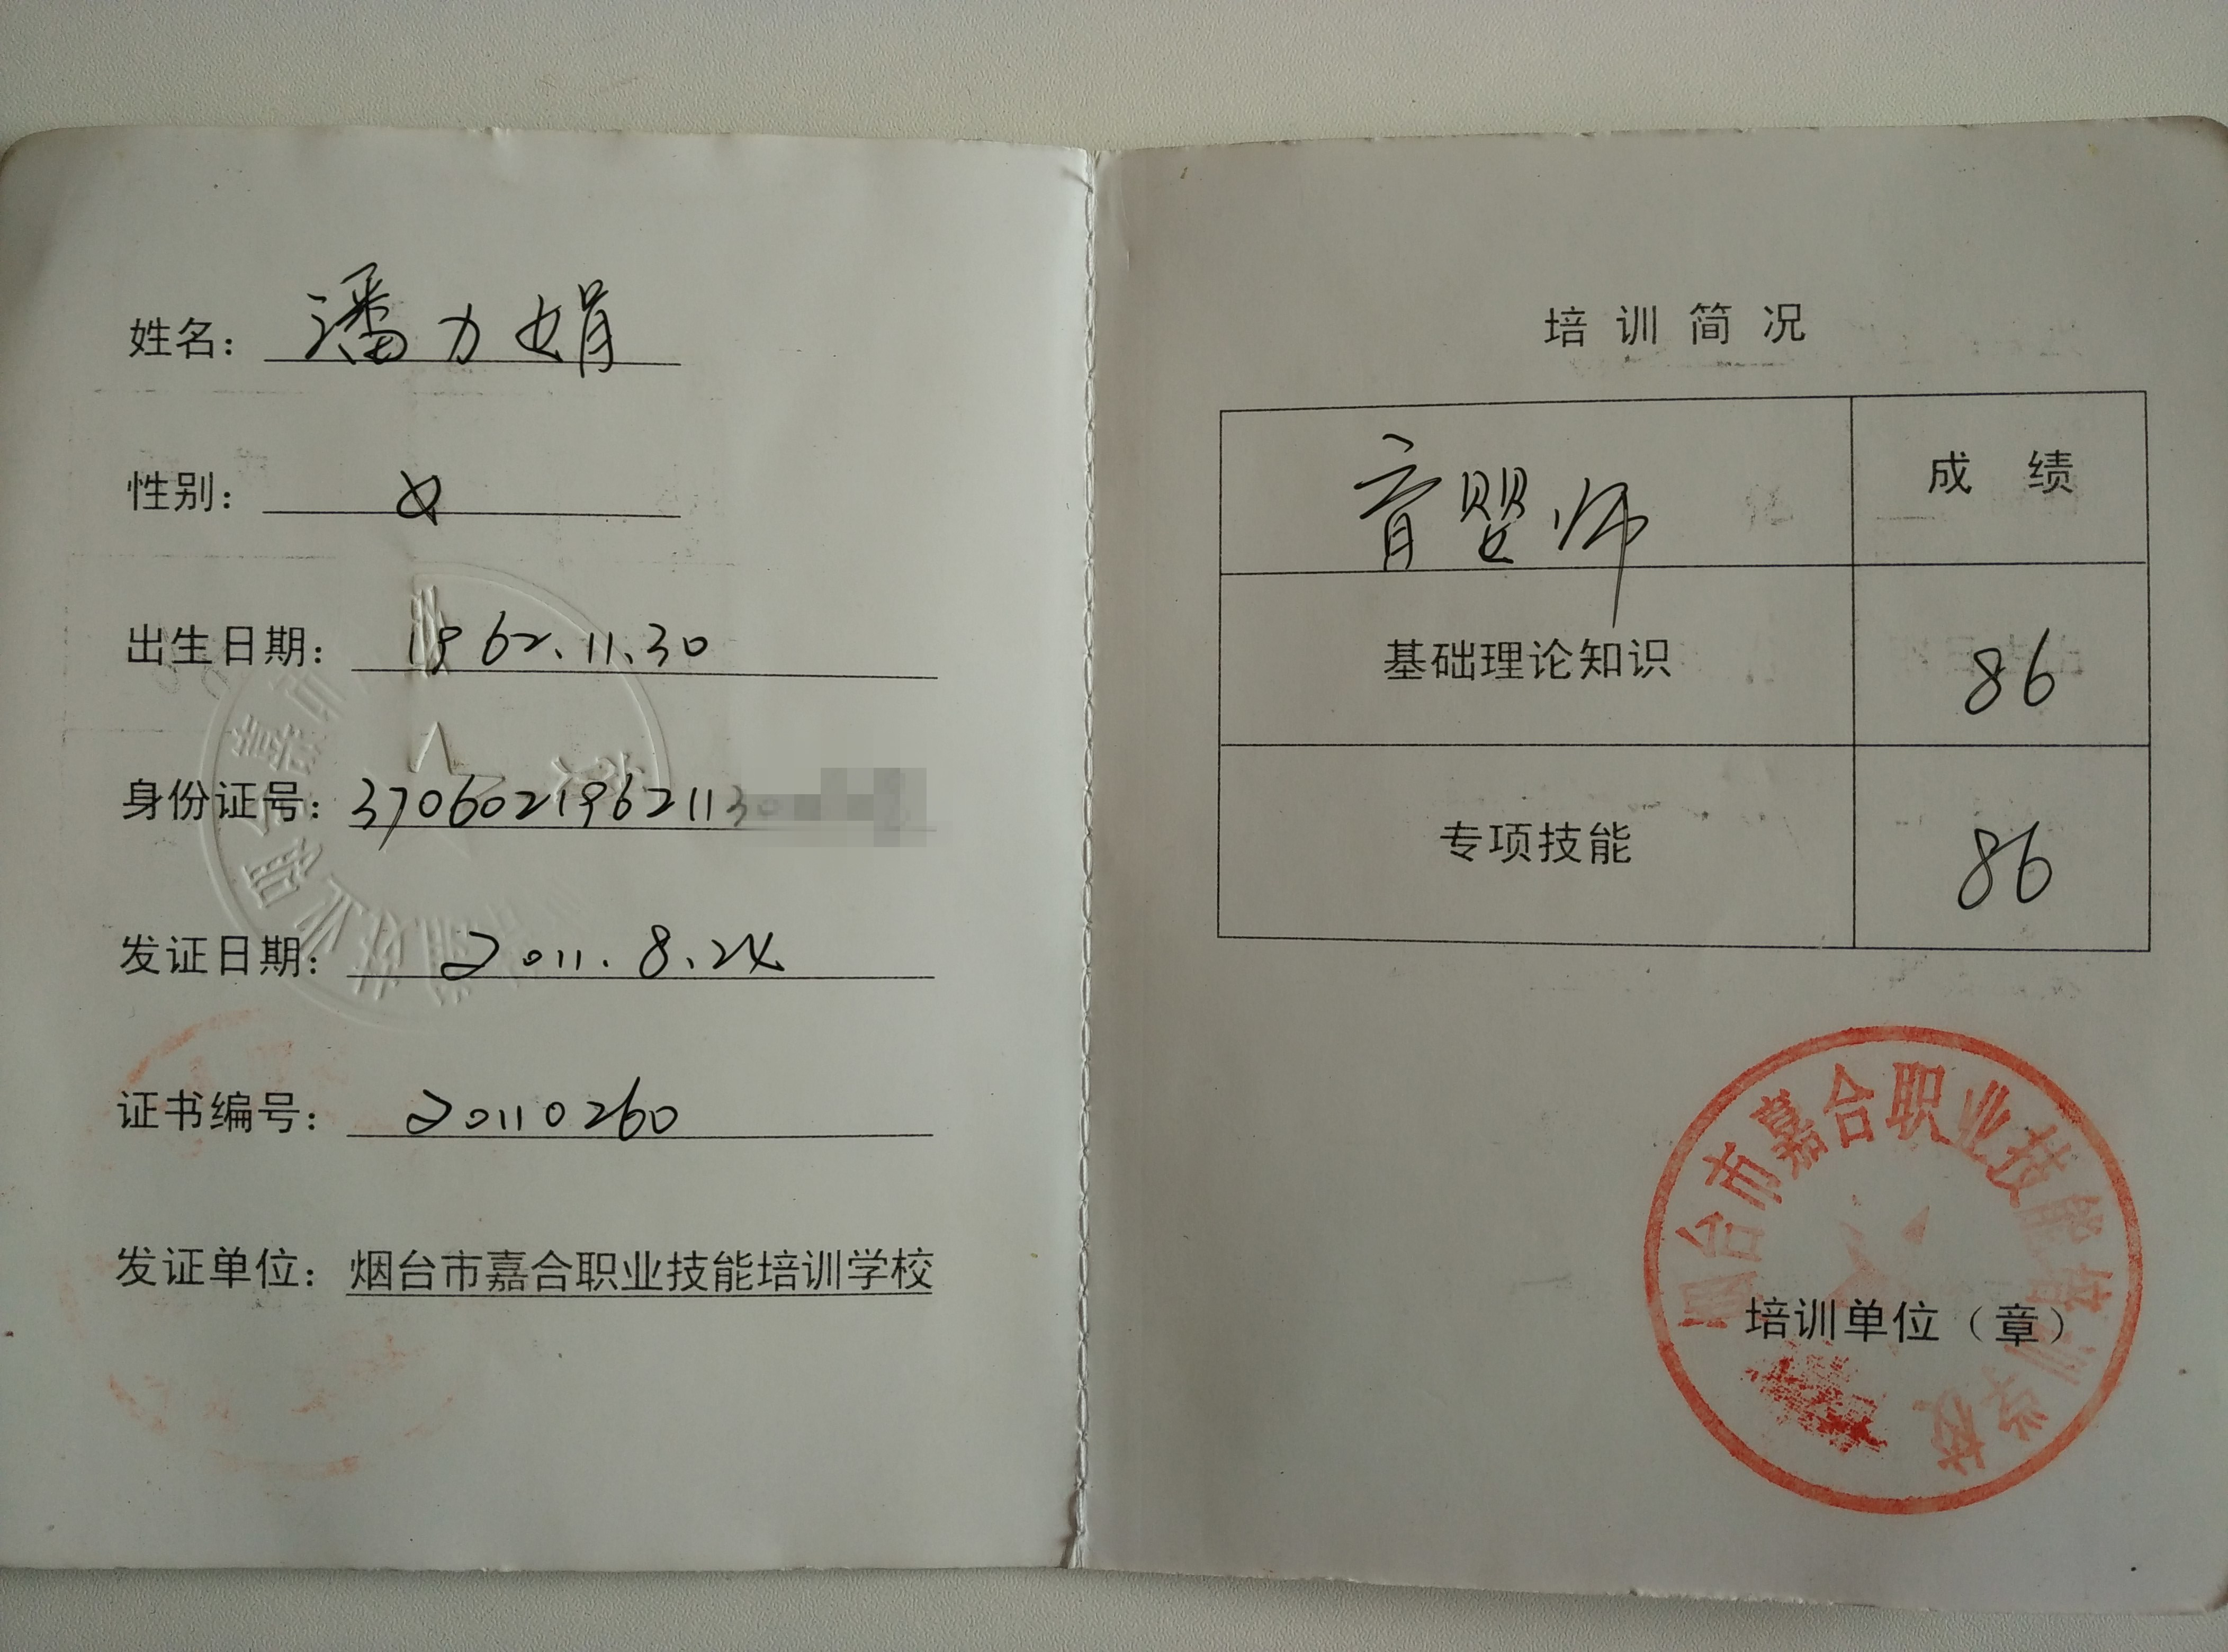 姓名：潘力娟
性别：女
出生日期：1962.11.30
身份证号：37060219621130
发证日期：2011.8.24
证书编号：20110260
发证单位：烟台市嘉合职业技能培训学校
培训简况
育婴师 成绩
基础理论知识 86
专项技能 86
烟台市嘉合职业技能培训学校
培训单位（章）